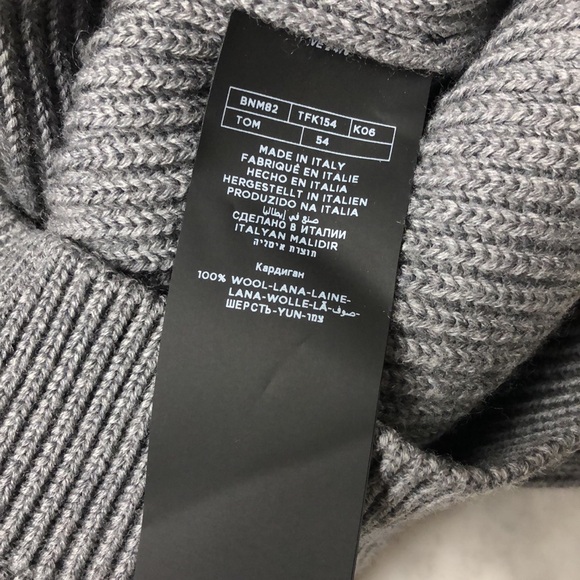 BNM82 TFK154 K06
TOM 54
MADE IN ITALY
FABRIQUÉ EN ITALIE
HECHO EN ITALIA
HERGESTELLT IN ITALIEN
PRODUZIDO NA ITALIA
صنع في إيطاليا
СДЕЛАНО В ИТАЛИИ
ITALYAN MALIDIR
תוצרת איטליה
Кардиган
100% WOOL-LANA-LAINE-
LANA-WOLLE-LÃ-صوف-
ШЕРСТЬ-YUN-צמר